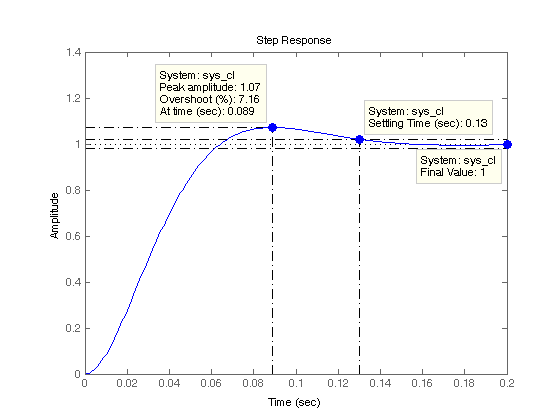 Step Response
System: sys_cl
Peak amplitude: 1.07
Overshoot (%): 7.16
At time (sec): 0.089
System: sys_cl
Settling Time (sec): 0.13
System: sys_cl
Final Value: 1
1.4
1.2
1
0.8
0.6
0.4
0.2
0
Amplitude
0 0.02 0.04 0.06 0.08 0.1 0.12 0.14 0.16 0.18 0.2
Time (sec)